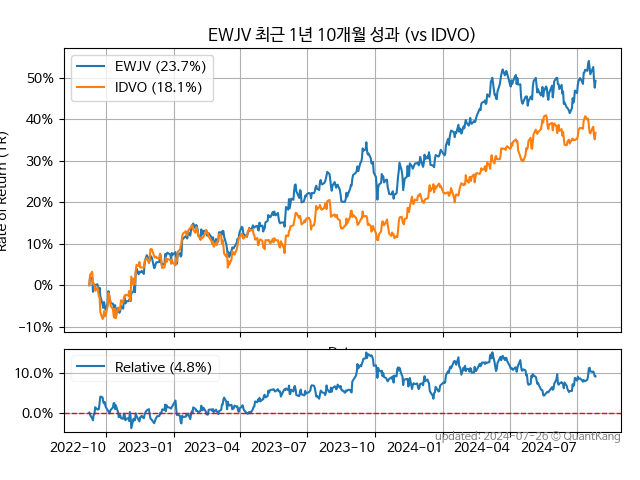 EWJV 최근 1년 10개월 성과 (vs IDVO)
EWJV (23.7%)
IDVO (18.1%)
50%
40%
30%
20%
10%
0%
−10%
Rate of Return (TR)
Relative (4.8%)
10.0%
0.0%
2022-10 2023-01 2023-04 2023-07 2023-10 2024-01 2024-04 2024-07
updated: 2024-07-26 © QuantKang